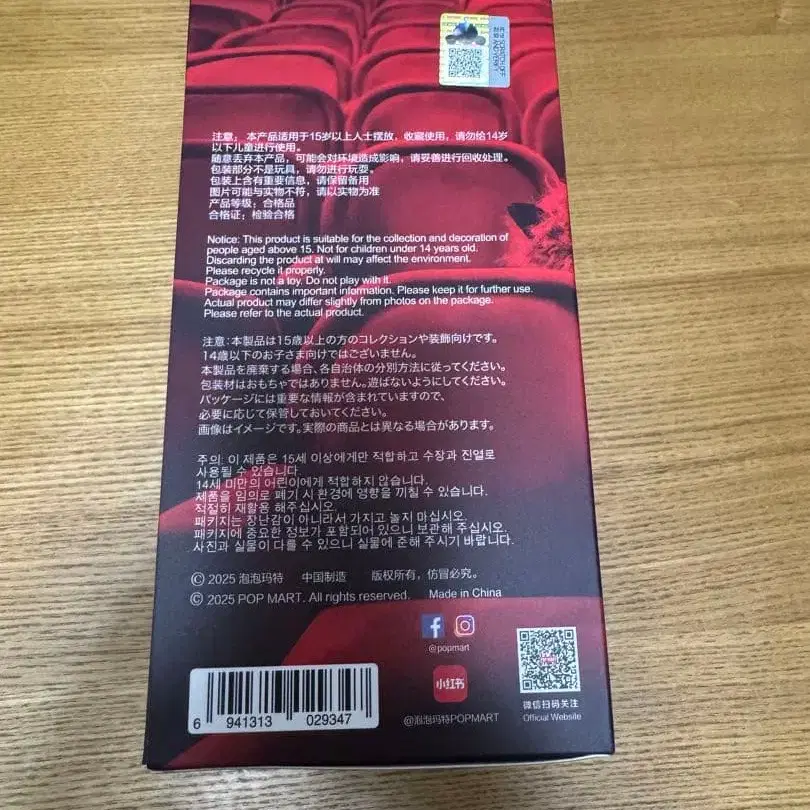 注意：本产品适用于15岁以上人士摆放，收藏使用，请勿给14岁
以下儿童进行使用。
随意丢弃本产品，可能会对环境造成影响，请妥善进行回收处理。
包装部分不是玩具，请勿进行玩耍。
包装上含有重要信息，请保留备用
图片可能与实物不符，请以实物为准
产品等级：合格品
合格证：检验合格
Notice: This product is suitable for the collection and decoration of
people aged above 15. Not for children under 14 years old.
Discarding the product at will may affect the environment.
Please recycle it properly.
Package is not a toy. Do not play with it.
Package contains important information. Please keep it for further use.
Actual product may differ slightly from photos on the package.
Please refer to the actual product.
注意：本製品は15歳以上の方のコレクションや装飾向けです。
14歳以下のお子さま向けではございません。
本製品を廃棄する場合、各自治体の分別方法に従ってください。
包装材はおもちゃではありません。遊ばないようにしてください。
パッケージには重要な情報が含まれていますので、
必要に応じて保管しておいてください。
画像はイメージです。実際の商品とは異なる場合があります。
주의: 이 제품은 15세 이상에게만 적합하고 수장과 진열로
사용될 수 있습니다.
14세 미만의 어린이에게 적합하지 않습니다.
제품을 임의로 폐기 시 환경에 영향을 끼칠 수 있습니다.
적절히 재활용 해주십시오.
패키지는 장난감이 아니라서 가지고 놀지 마십시오.
패키지에 중요한 정보가 포함되어 있으니 보관해 주십시오.
사진과 실물이 다를 수 있으니 실물에 준해 주시기 바랍니다.
© 2025 泡泡玛特 中国制造 版权所有，仿冒必究。
© 2025 POP MART. All rights reserved. Made in China
@popmart
小红书
@泡泡玛特POPMART
微信扫码关注
Official Website
6 941313 029347